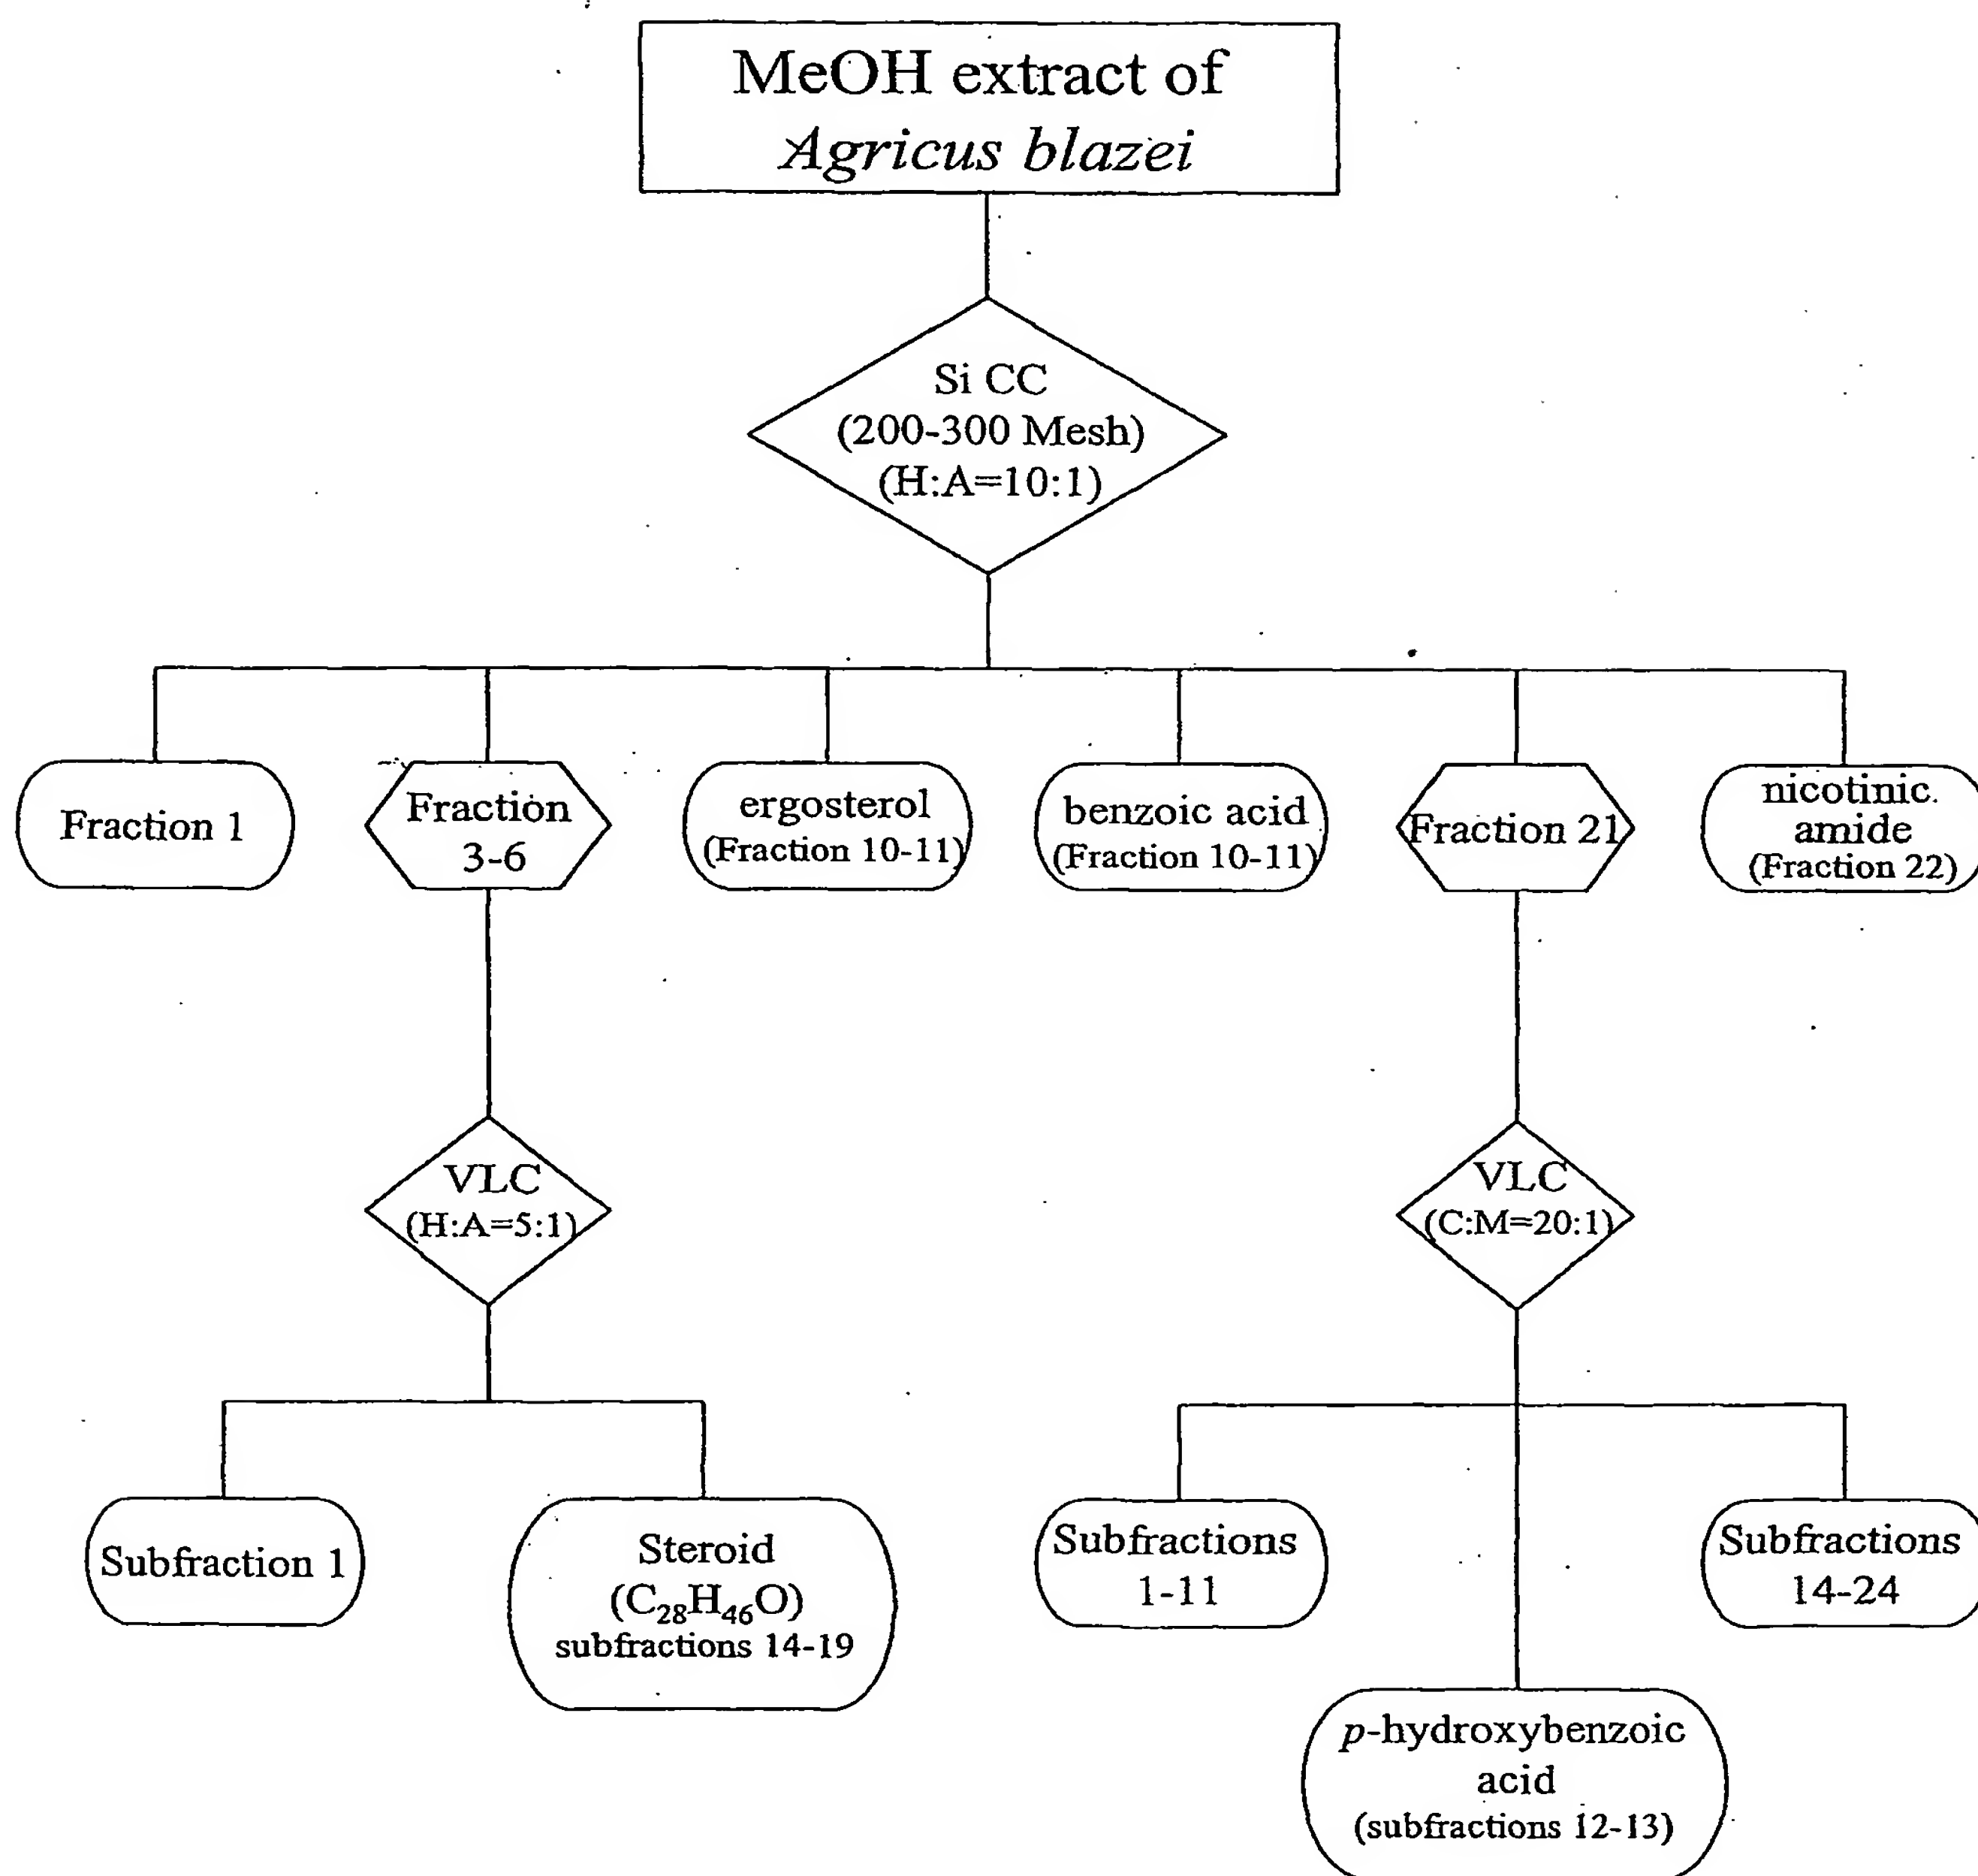 MeOH extract of
Agricus blazei
Si CC
(200-300 Mesh)
(H:A=10:1)
Fraction 1
Fraction
3-6
ergosterol
(Fraction 10-11)
benzoic acid
(Fraction 10-11)
Fraction 21
nicotinic.
amide
(Fraction 22)
VLC
(H:A=5:1)
VLC
(C:M=20:1)
Subfraction 1
Steroid
(C₂₈H₄₆O)
subfractions 14-19
Subfractions
1-11
Subfractions
14-24
p-hydroxybenzoic
acid
(subfractions 12-13)